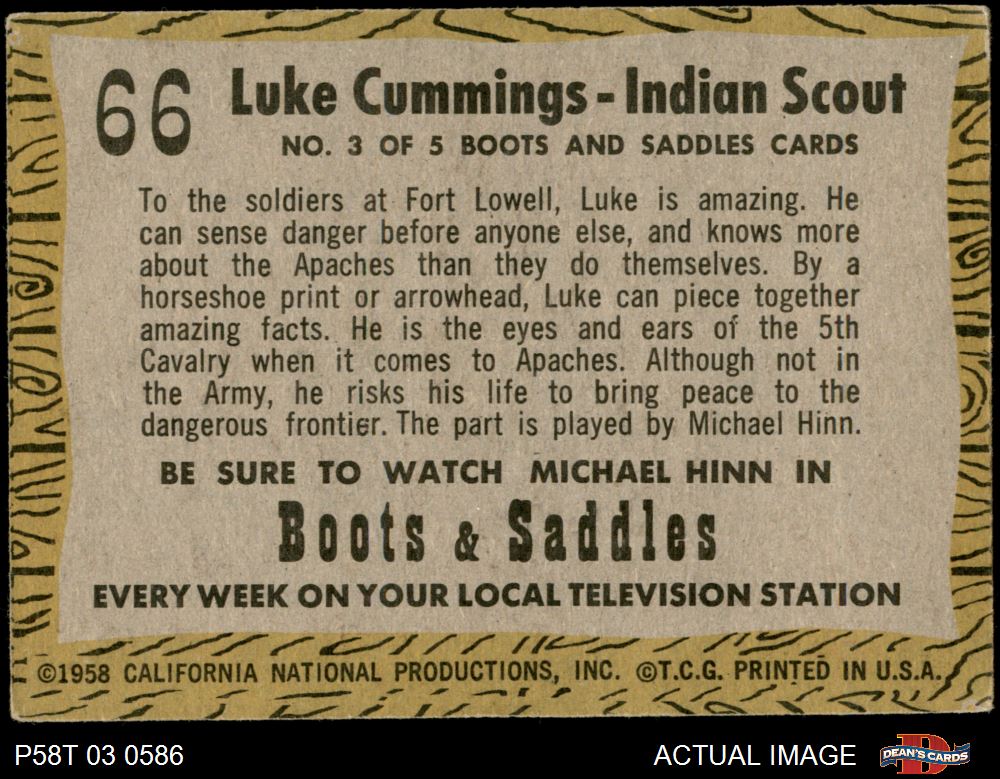 66
Luke Cummings - Indian Scout
NO. 3 OF 5 BOOTS AND SADDLES CARDS
To the soldiers at Fort Lowell, Luke is amazing. He
can sense danger before anyone else, and knows more
about the Apaches than they do themselves. By a
horseshoe print or arrowhead, Luke can piece together
amazing facts. He is the eyes and ears of the 5th
Cavalry when it comes to Apaches. Although not in
the Army, he risks his life to bring peace to the
dangerous frontier. The part is played by Michael Hinn.
BE SURE TO WATCH MICHAEL HINN IN
Boots & Saddles
EVERY WEEK ON YOUR LOCAL TELEVISION STATION
©1958 CALIFORNIA NATIONAL PRODUCTIONS, INC. ©T.C.G. PRINTED IN U.S.A.
P58T 03 0586
ACTUAL IMAGE
DEAN'S CARDS